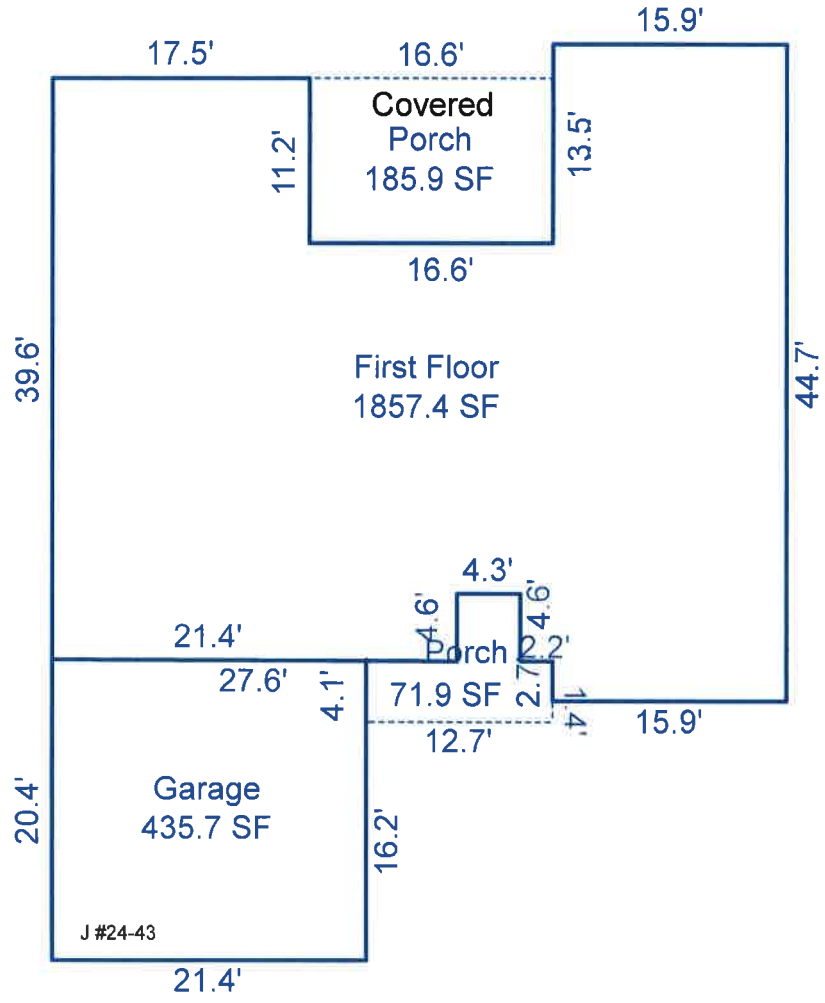 15.9'
17.5'
16.6'
Covered
Porch
185.9 SF
11.2'
13.5'
16.6'
39.6'
First Floor
1857.4 SF
44.7'
4.3'
4.6'
4.6'
21.4'
Porch
2.2'
27.6'
4.1'
71.9 SF
2.7'
1.4'
15.9'
12.7'
Garage
435.7 SF
20.4'
16.2'
J #24-43
21.4'